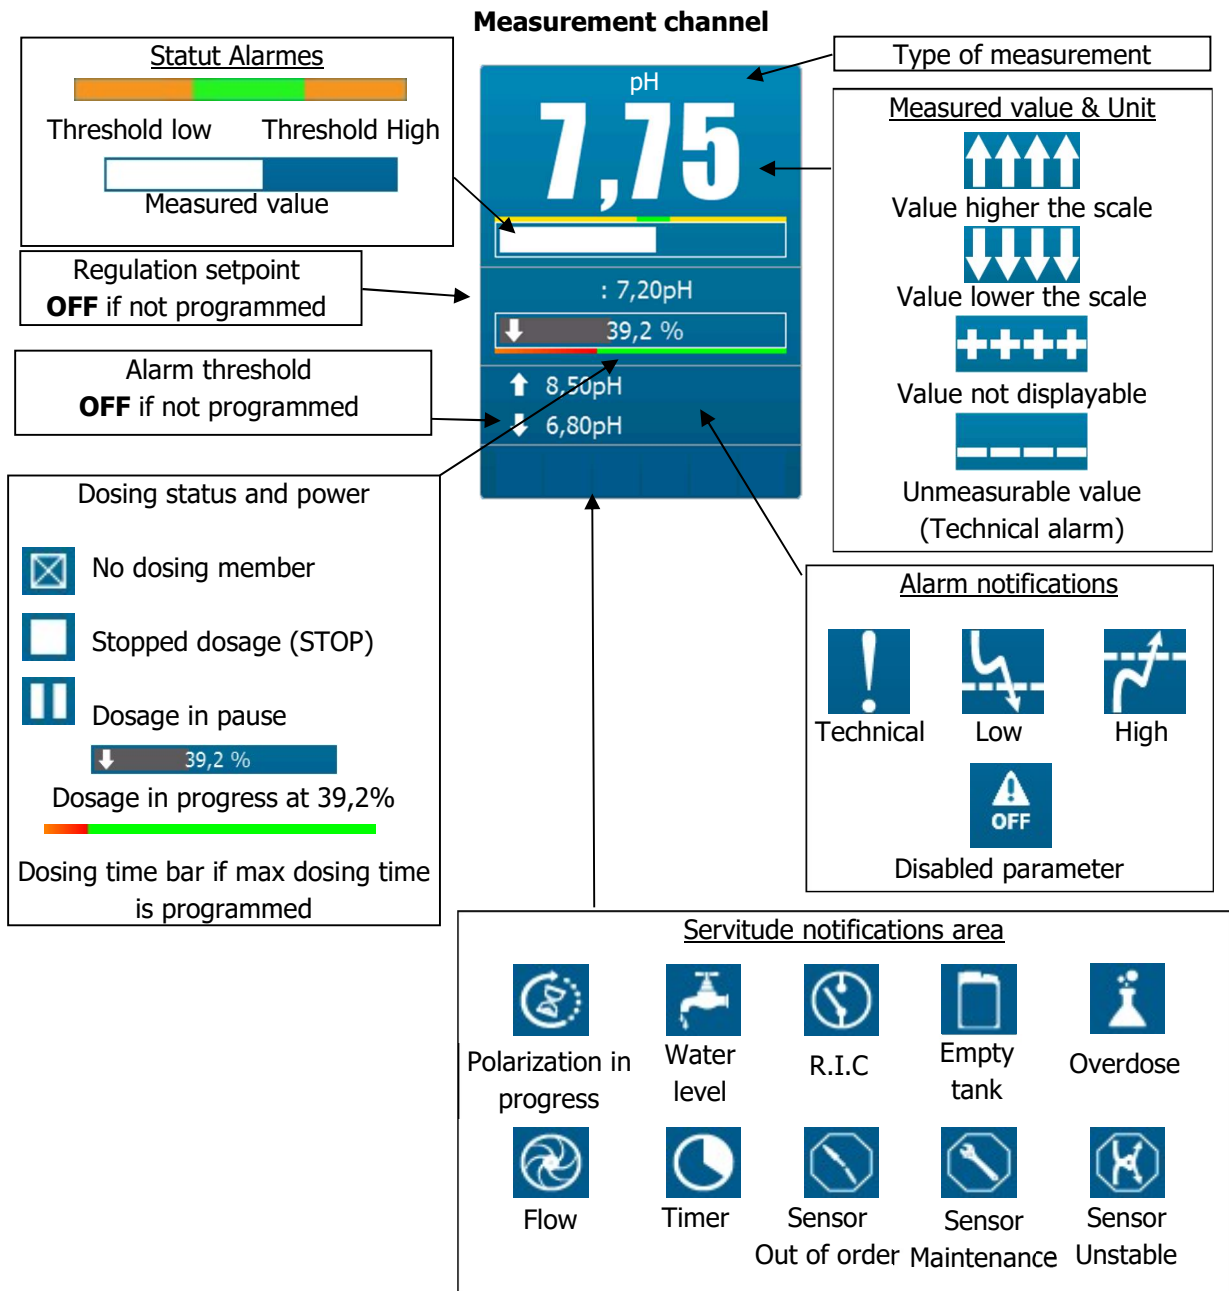 Measurement channel
Statut Alarmes
Threshold low Threshold High
Measured value
Regulation setpoint
OFF if not programmed
Alarm threshold
OFF if not programmed
Dosing status and power
No dosing member
Stopped dosage (STOP)
Dosage in pause
39,2 %
Dosage in progress at 39,2%
Dosing time bar if max dosing time
is programmed
pH
7,75
: 7,20pH
39,2 %
8,50pH
6,80pH
Type of measurement
Measured value & Unit
Value higher the scale
Value lower the scale
Value not displayable
Unmeasurable value
(Technical alarm)
Alarm notifications
Technical Low High
OFF
Disabled parameter
Servitude notifications area
Polarization in
progress
Water
level
R.I.C
Empty
tank
Overdose
Flow
Timer
Sensor
Out of order
Sensor
Maintenance
Sensor
Unstable